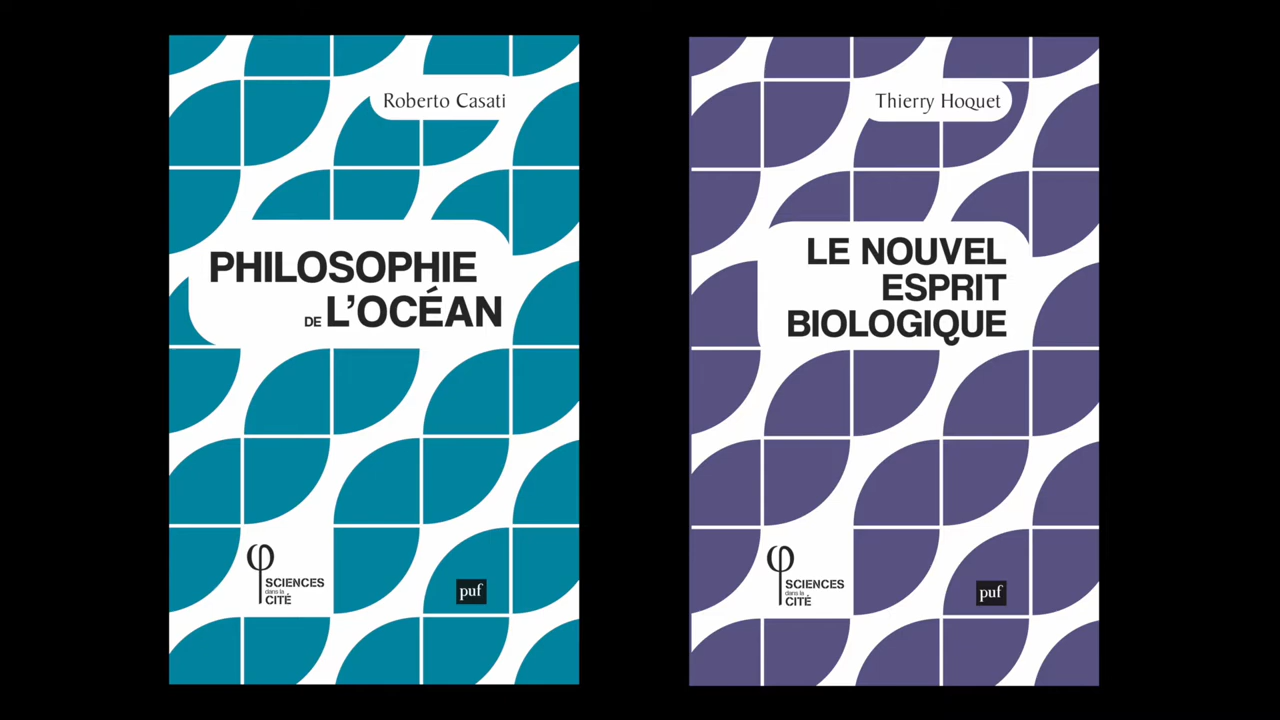 Roberto Casati
PHILOSOPHIE
DE L'OCÉAN
φ
SCIENCES
dans la
CITÉ
puf
Thierry Hoquet
LE NOUVEL
ESPRIT
BIOLOGIQUE
φ
SCIENCES
dans la
CITÉ
puf